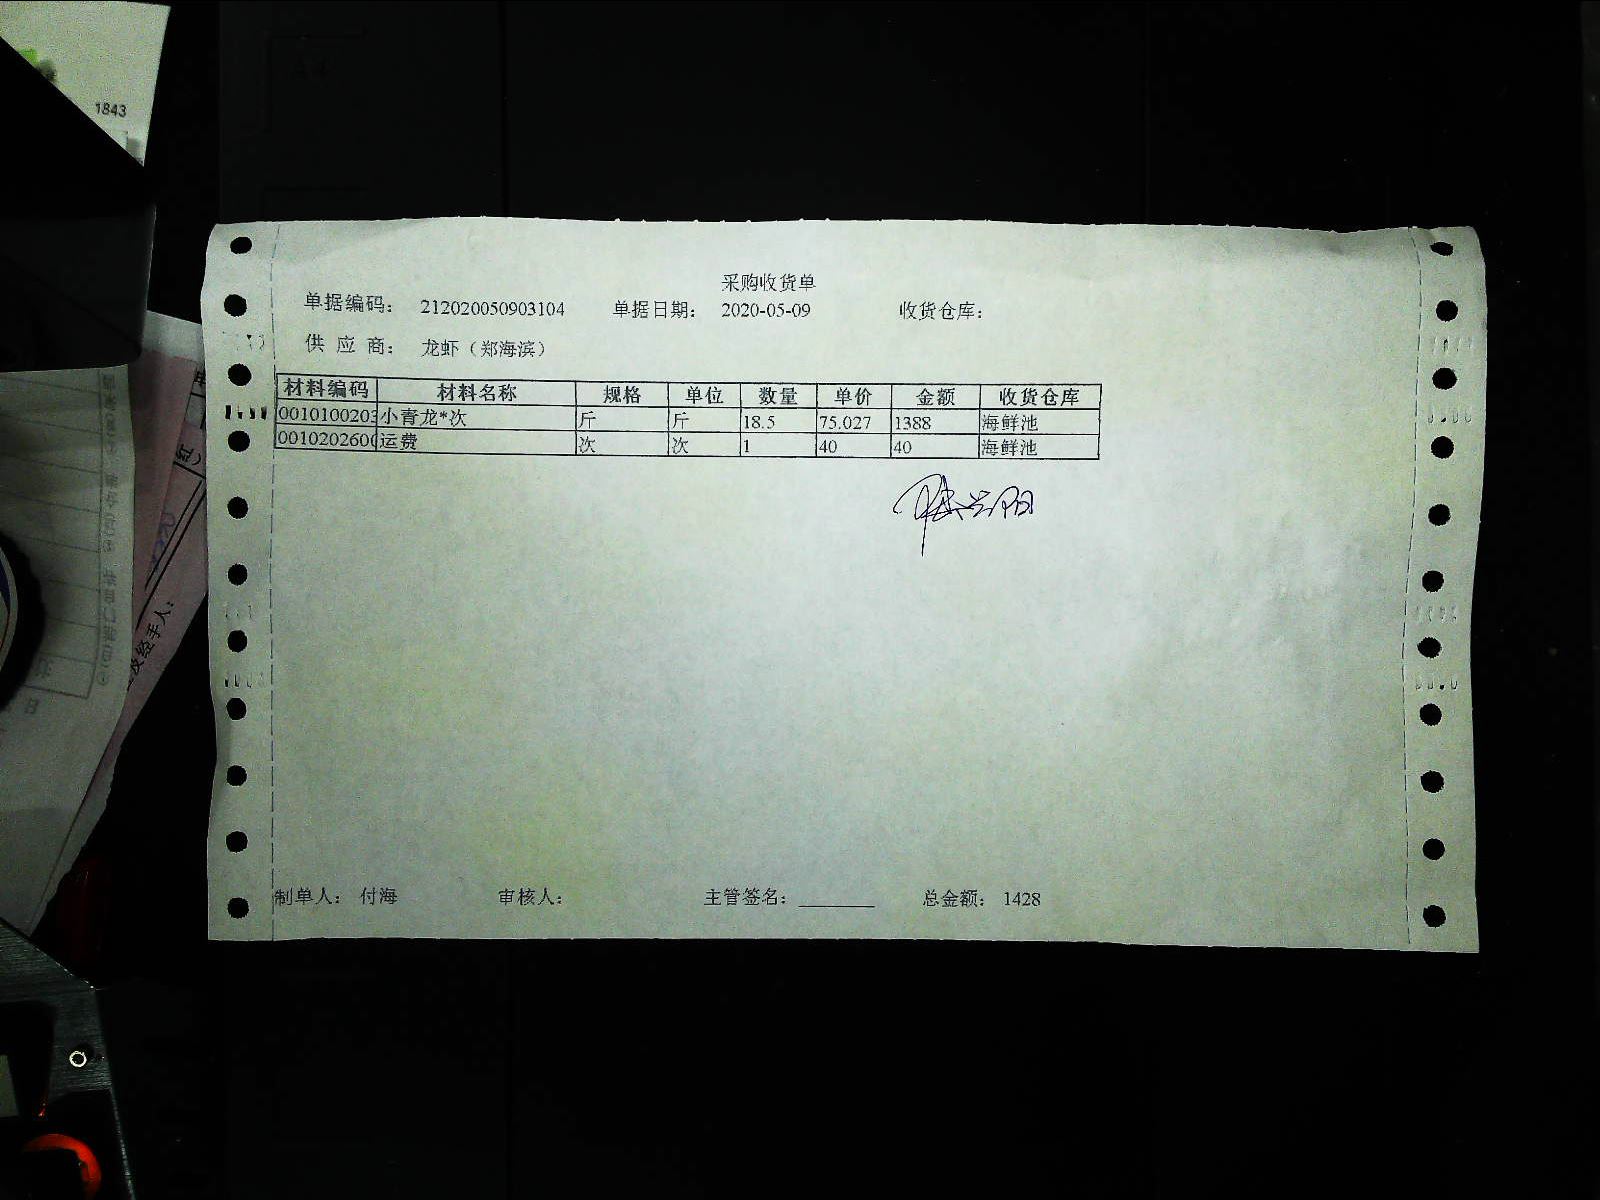 1843
采购收货单
单据编码： 212020050903104 单据日期： 2020-05-09 收货仓库：
供 应 商： 龙虾（郑海滨）
材料编码 材料名称 规格 单位 数量 单价 金额 收货仓库
001010020 小青龙*次 斤 斤 18.5 75.027 1388 海鲜池
001020260 运费 次 次 1 40 40 海鲜池
制单人： 付海 审核人： 主管签名： 总金额： 1428
经手人：